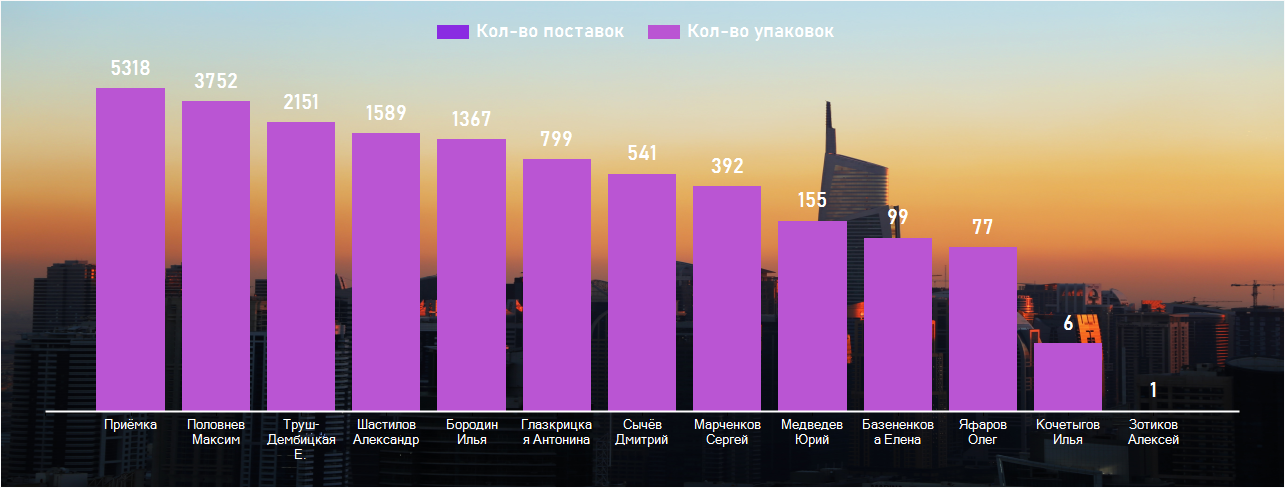 Кол-во поставок Кол-во упаковок
5318 3752 2151 1589 1367 799 541 392 155 99 77 6 1
Приёмка
Половнев
Максим
Труш-
Дембицкая
Е.
Шастилов
Александр
Бородин
Илья
Глазкрицка
я Антонина
Сычёв
Дмитрий
Марченков
Сергей
Медведев
Юрий
Базененков
а Елена
Яфаров
Олег
Кочетыгов
Илья
Зотиков
Алексей